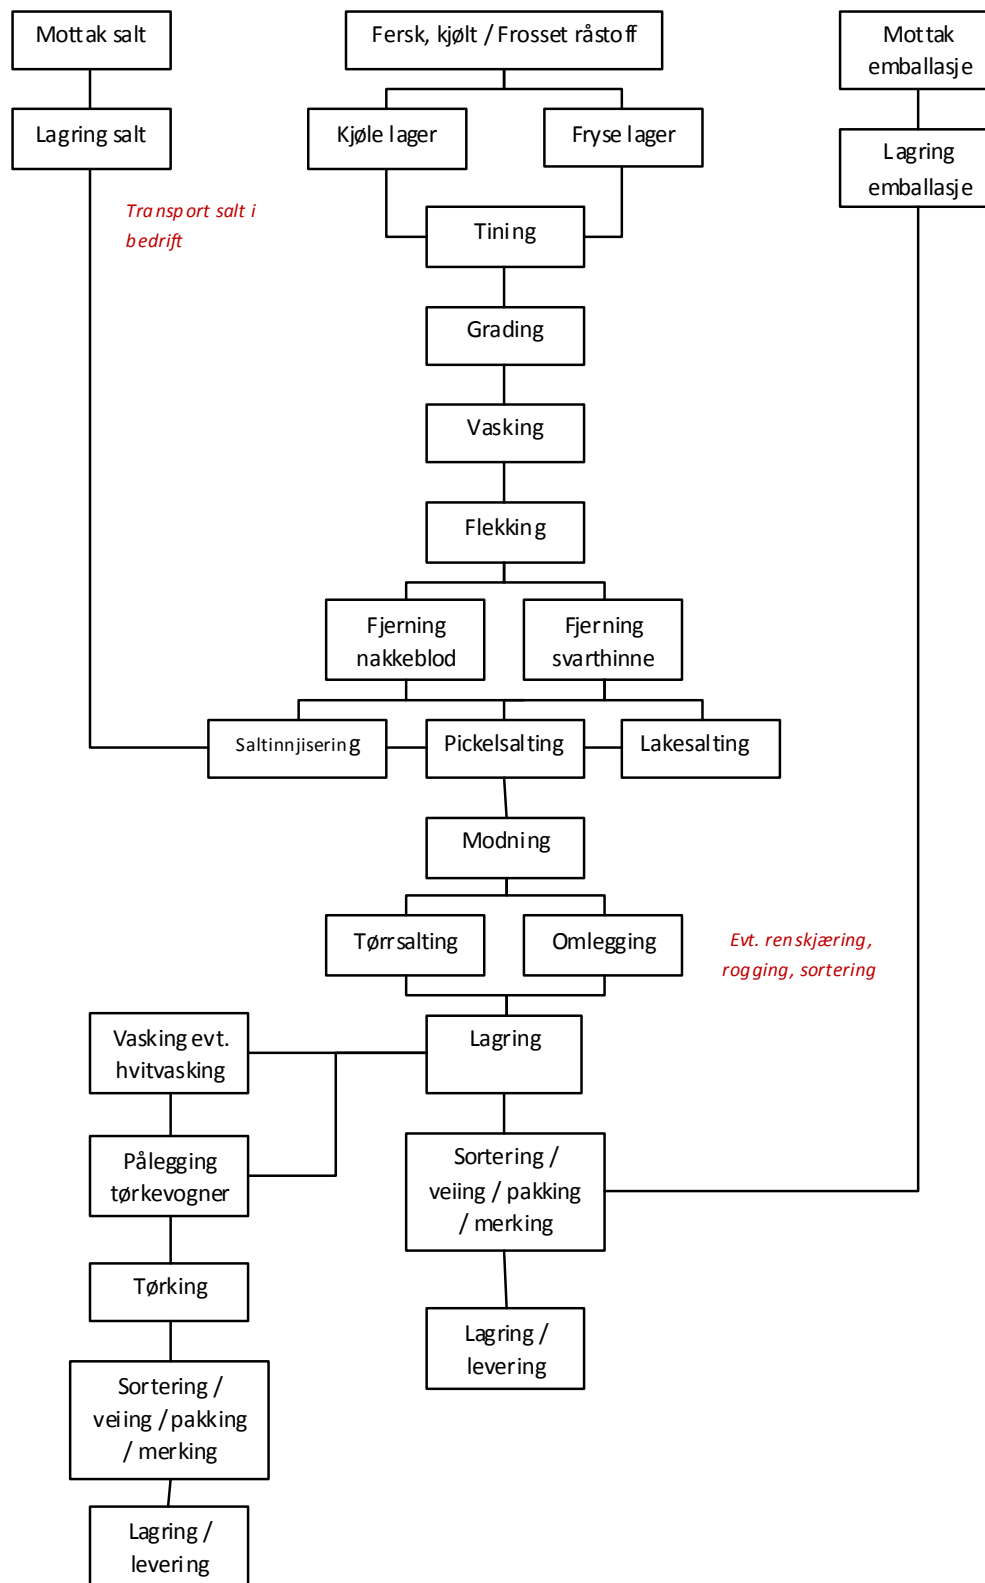 Mottak salt
Fersk, kjølt / Frosset råstoff
Mottak
emballasje
Lagring salt
Kjøle lager
Fryse lager
Lagring
emballasje
Transport salt i
bedrift
Tining
Grading
Vasking
Flekking
Fjerning
nakkeblod
Fjerning
svarthinne
Saltinnjisering
Pickelsalting
Lakesalting
Modning
Tørrsalting
Omlegging
Evt. renskjæring,
rogging, sortering
Vasking evt.
hvitvasking
Lagring
Pålegging
tørkevogner
Sortering /
veiing / pakking
/ merking
Tørking
Lagring /
levering
Sortering /
veiing / pakking
/ merking
Lagring /
levering